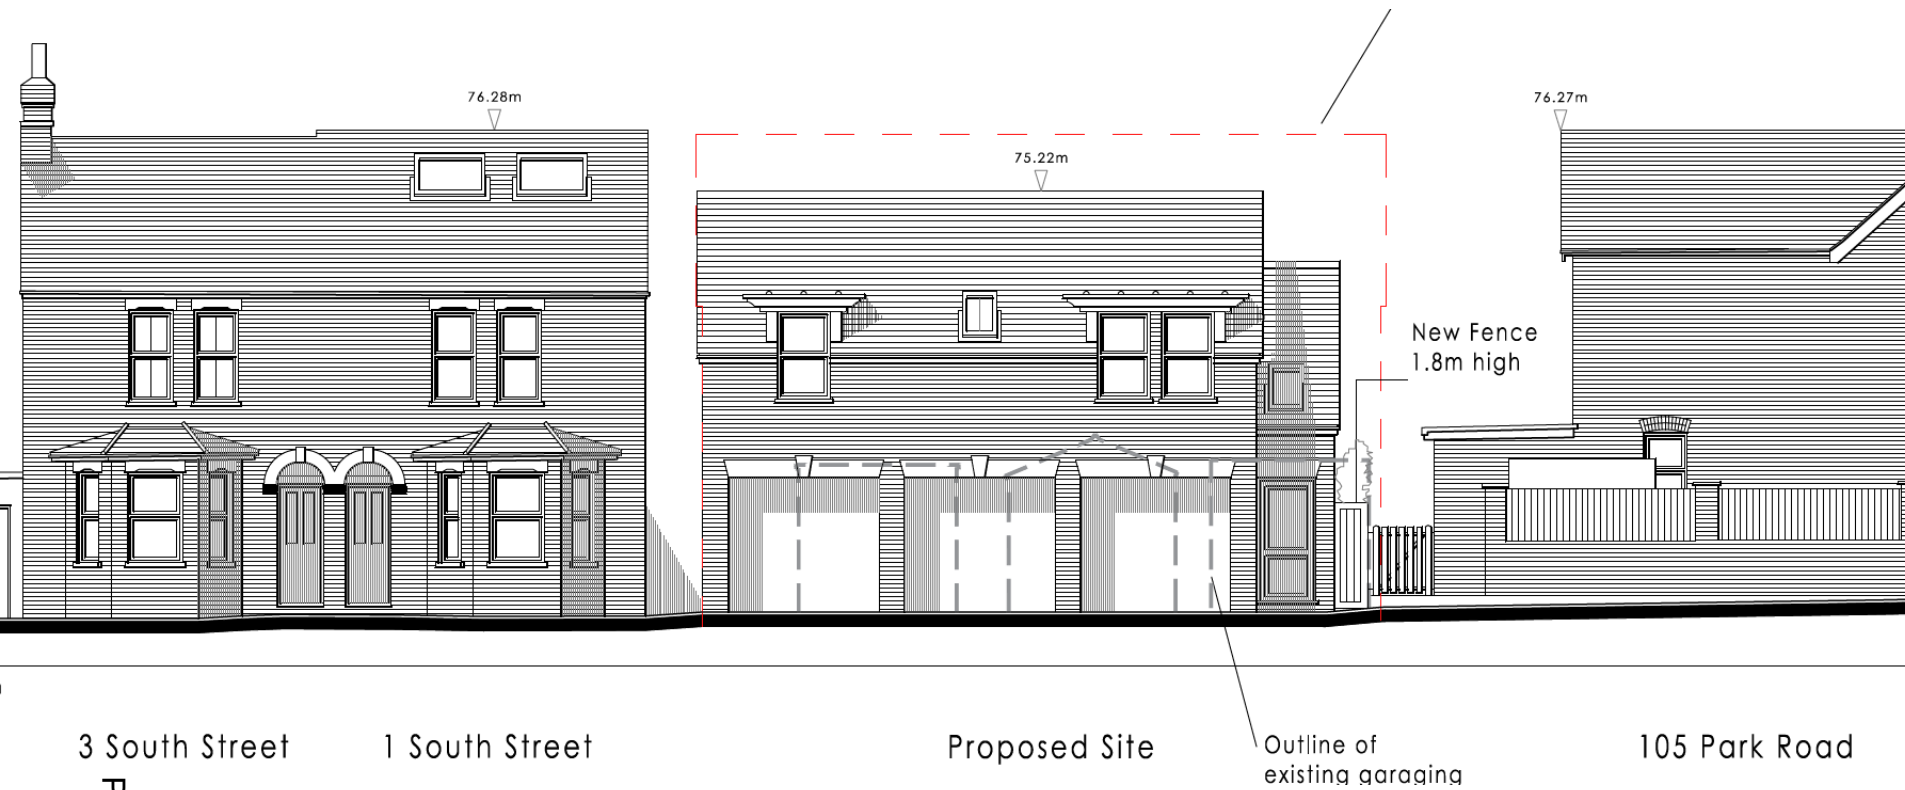 76.28m
75.22m
76.27m
New Fence
1.8m high
3 South Street
1 South Street
Proposed Site
Outline of
existing garaging
105 Park Road